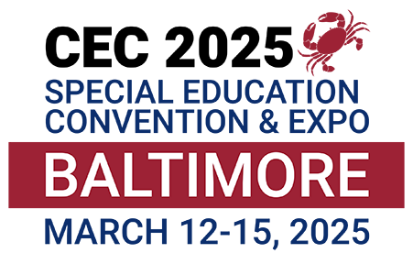 CEC 2025
SPECIAL EDUCATION
CONVENTION & EXPO
BALTIMORE
MARCH 12-15, 2025